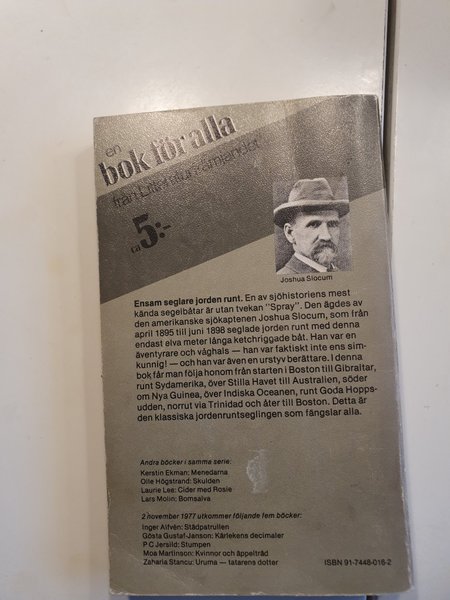 en
bok för alla
från Litteraturfrämjandet
ca 5:-
Joshua Slocum
Ensam seglare jorden runt. En av sjöhistoriens mest
kända segelbåtar är utan tvekan "Spray". Den ägdes av
den amerikanske sjökaptenen Joshua Slocum, som från
april 1895 till juni 1898 seglade jorden runt med denna
endast elva meter långa ketchriggade båt. Han var en
äventyrare och våghals — han var faktiskt inte ens sim-
kunnig! — och han var även en urstyv berättare. I denna
bok får man följa honom från starten i Boston till Gibraltar,
runt Sydamerika, över Stilla Havet till Australien, söder
om Nya Guinea, över Indiska Oceanen, runt Goda Hopps-
udden, norrut via Trinidad och åter till Boston. Detta är
den klassiska jordenruntseglingen som fängslar alla.
Andra böcker i samma serie:
Kerstin Ekman: Menedarna
Olle Högstrand: Skulden
Laurie Lee: Cider med Rosie
Lars Molin: Bomsalva
2 november 1977 utkommer följande fem böcker:
Inger Alfvén: Städpatrullen
Gösta Gustaf-Janson: Kärlekens decimaler
P C Jersild: Stumpen
Moa Martinson: Kvinnor och äppelträd
Zaharia Stancu: Uruma — tatarens dotter
ISBN 91-7448-016-2